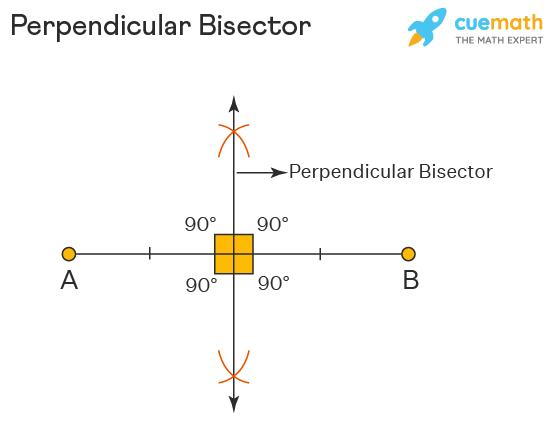 Perpendicular Bisector
cuemath
THE MATH EXPERT
Perpendicular Bisector
90° 90°
A B
90° 90°